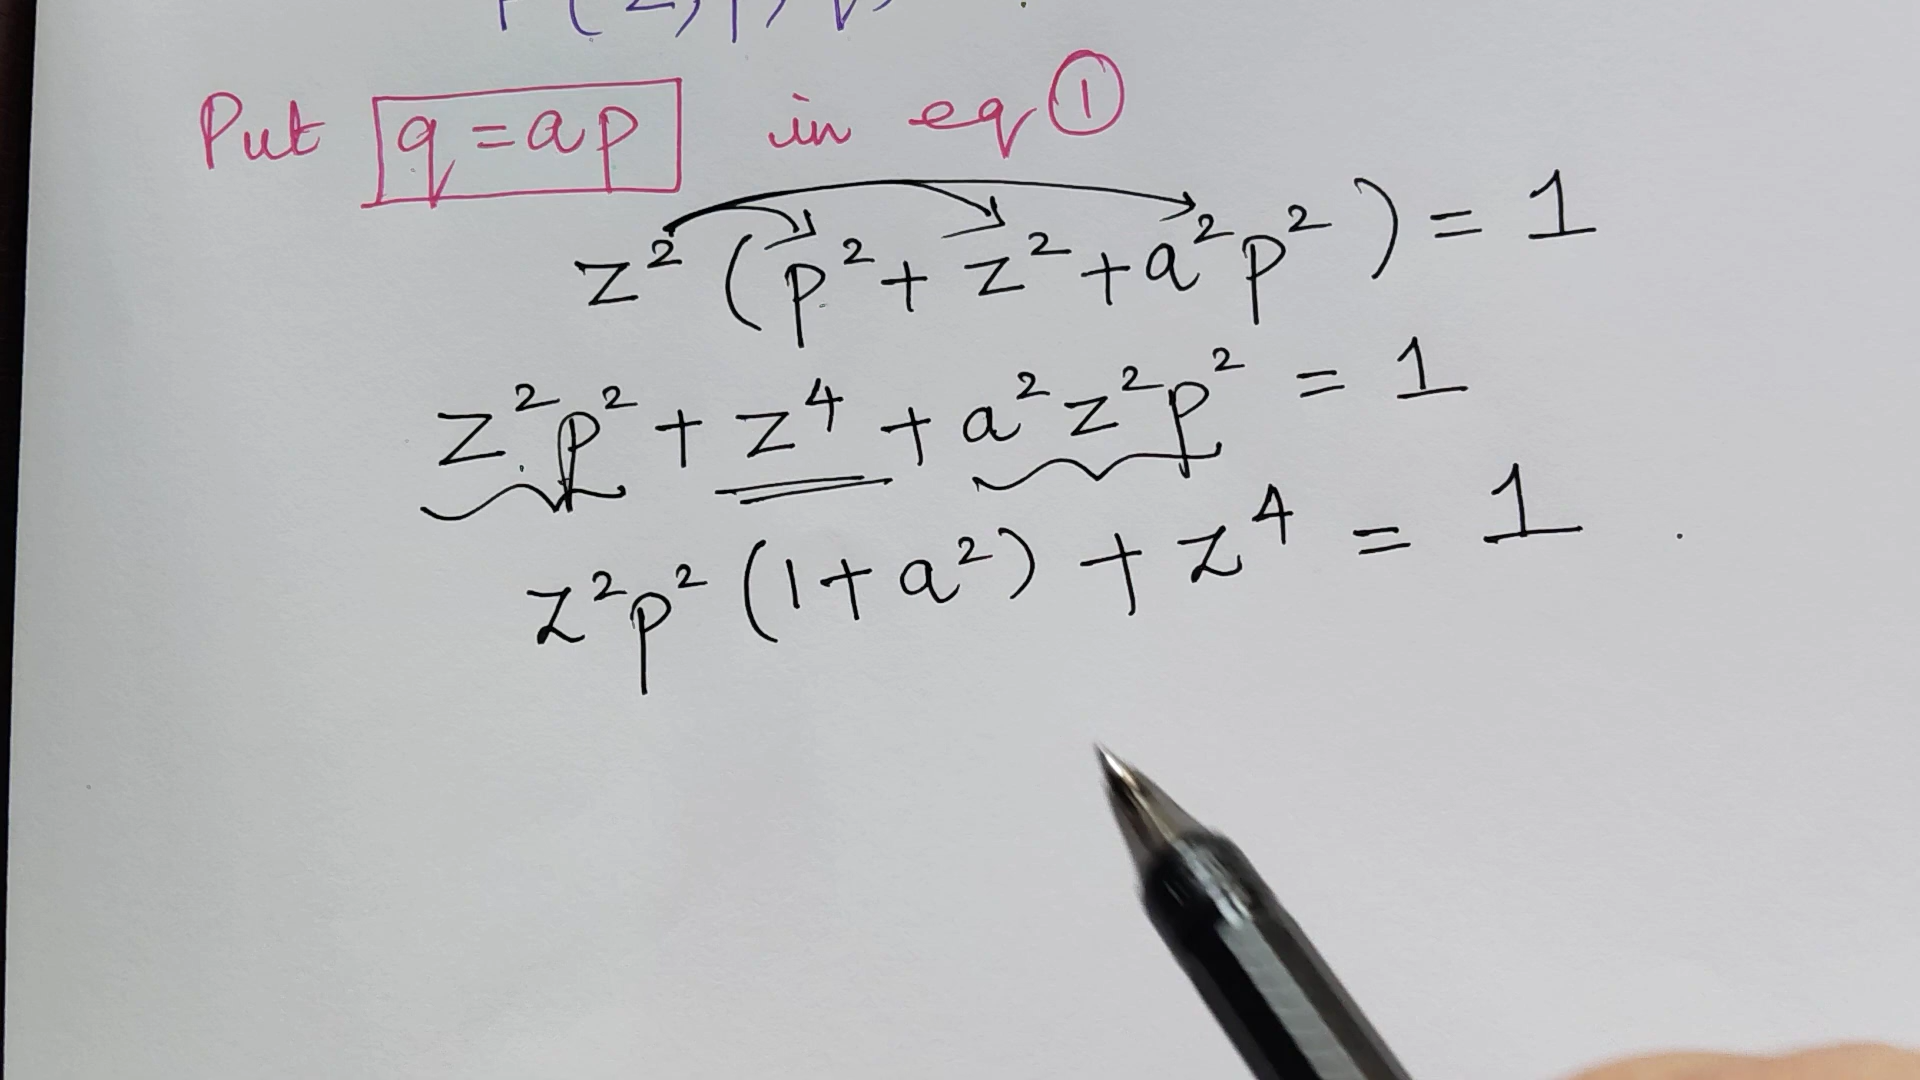 Put q = ap in eq ①
z² (p² + z² + a²p²) = 1
z²p² + z⁴ + a²z²p² = 1
z²p² (1 + a²) + z⁴ = 1